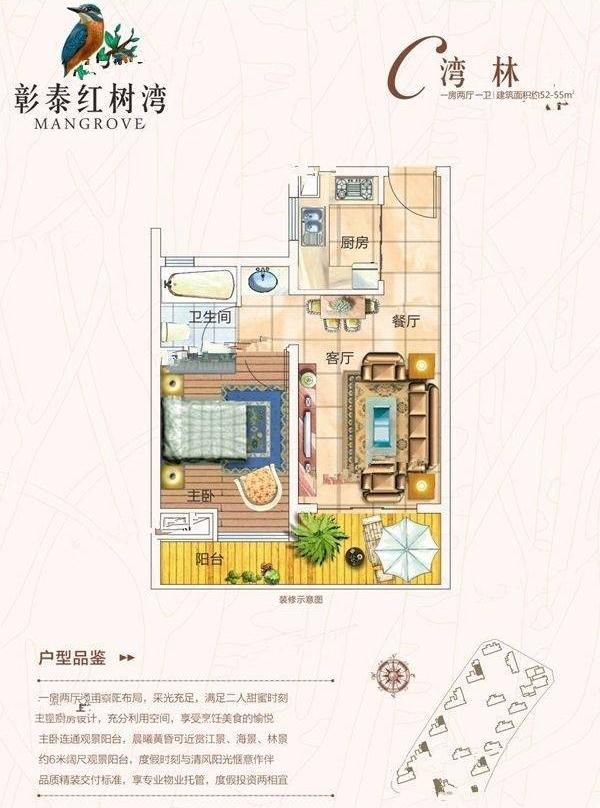 彰泰红树湾
MANGROVE
C 湾 林
一房两厅一卫 | 建筑面积约52-55m²
厨房
卫生间
餐厅
客厅
主卧
阳台
装修示意图
户型品鉴
一房两厅 布局，采光充足，满足二人甜蜜时刻
厨房设计，充分利用空间，享受烹饪美食的愉悦
主卧连通观景阳台，晨曦黄昏可近赏江景、海景、林景
约6米阔尺观景阳台，度假时刻与清风阳光惬意作伴
品质精装交付标准，享专业物业托管，度假投资两相宜